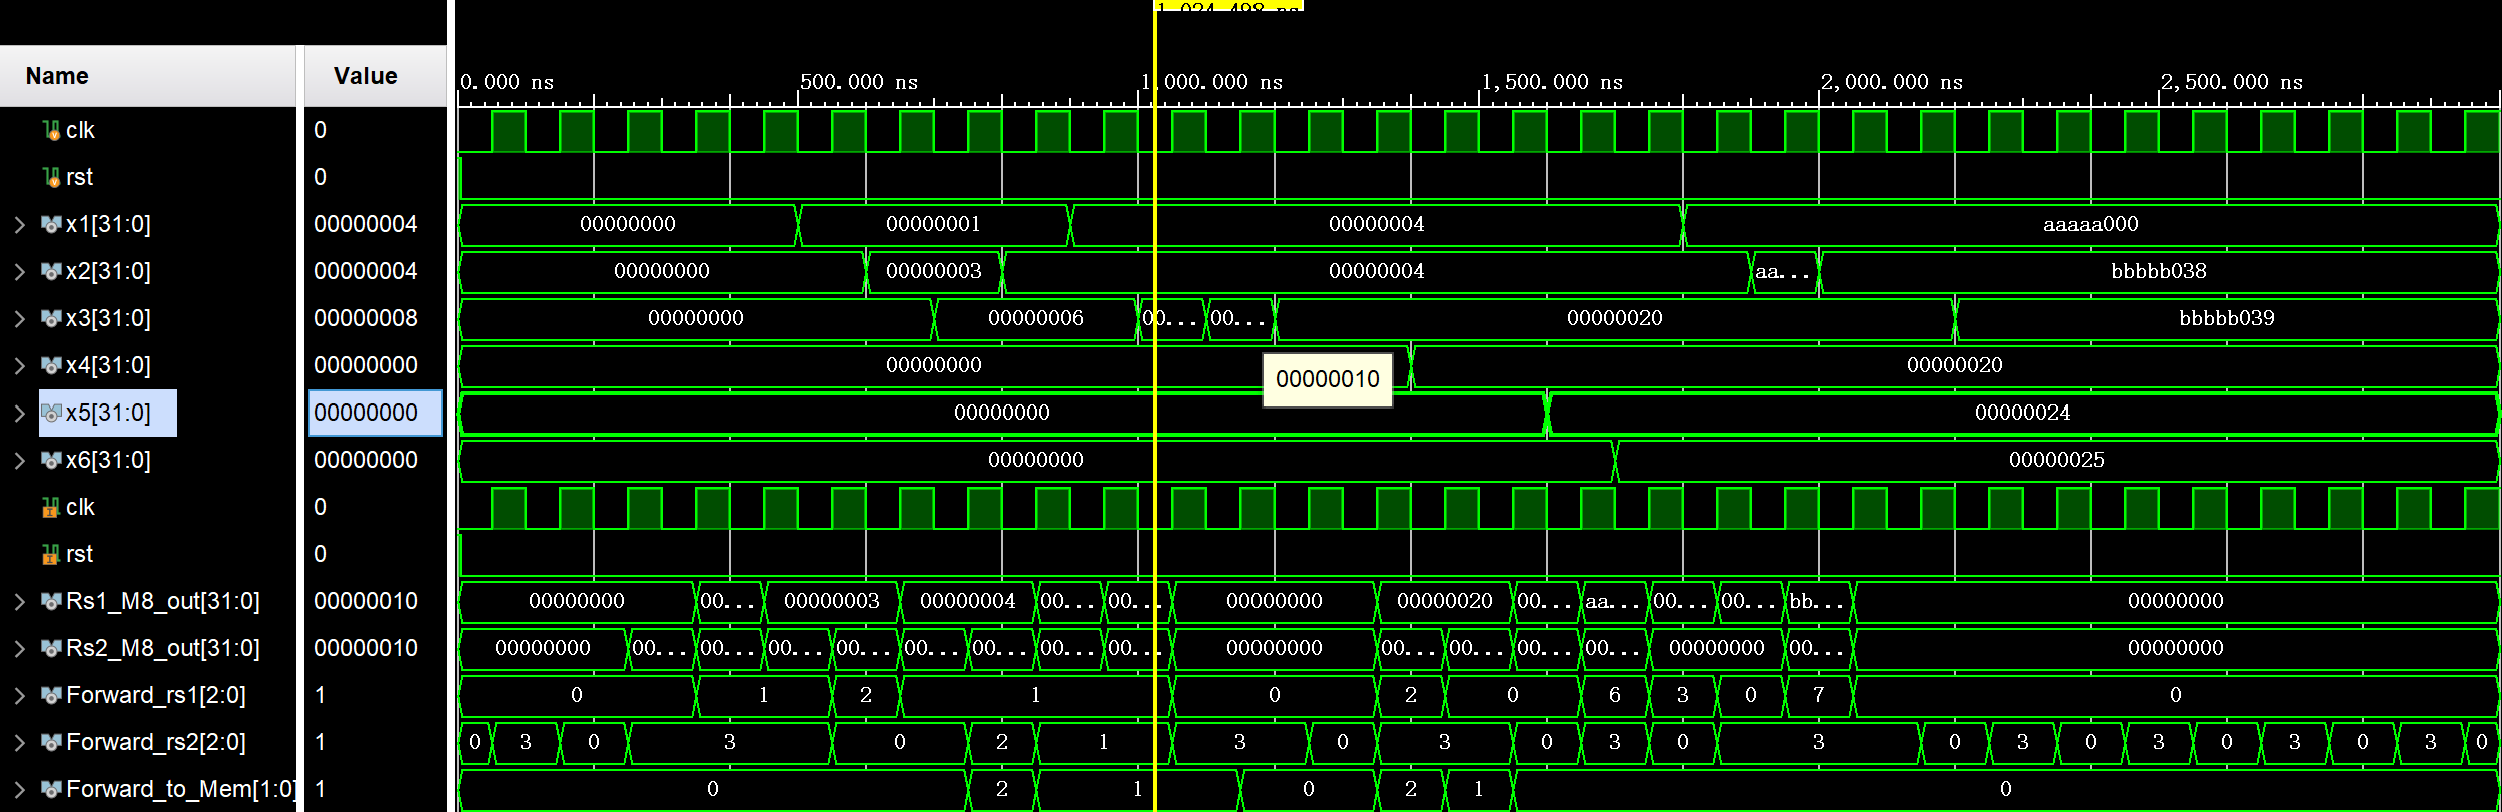 1,024.498 ns
Name Value
0.000 ns 500.000 ns 1,000.000 ns 1,500.000 ns 2,000.000 ns 2,500.000 ns
clk 0
rst 0
x1[31:0] 00000004 00000000 00000001 00000004 aaaaa000
x2[31:0] 00000004 00000000 00000003 00000004 aa... bbbbb038
x3[31:0] 00000008 00000000 00000006 00... 00... 00000020 bbbbb039
x4[31:0] 00000000 00000000 00000020
00000010
x5[31:0] 00000000 00000000 00000024
x6[31:0] 00000000 00000000 00000025
clk 0
rst 0
Rs1_M8_out[31:0] 00000010 00000000 00... 00000003 00000004 00... 00... 00000000 00000020 00... aa... 00... 00... bb... 00000000
Rs2_M8_out[31:0] 00000010 00000000 00... 00... 00... 00... 00... 00... 00... 00... 00000000 00... 00... 00... 00... 00000000 00... 00000000
Forward_rs1[2:0] 1 0 1 2 1 0 2 0 6 3 0 7 0
Forward_rs2[2:0] 1 0 3 0 3 0 2 1 3 0 3 0 3 0 3 0 3 0 3 0 3 0 3 0
Forward_to_Mem[1:0] 1 0 2 1 0 2 1 0